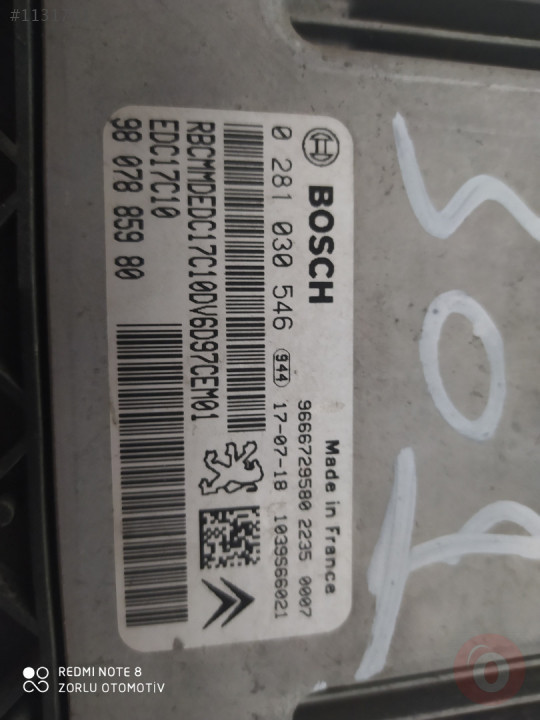 #1131
BOSCH
Made in France
9666729580 2235 0007
0 281 030 546 944 17-07-18 1039S66021
RBCMMDEDC17C10DV6D97CEM01
EDC17C10
98 078 859 80
REDMI NOTE 8
ZORLU OTOMOTİV